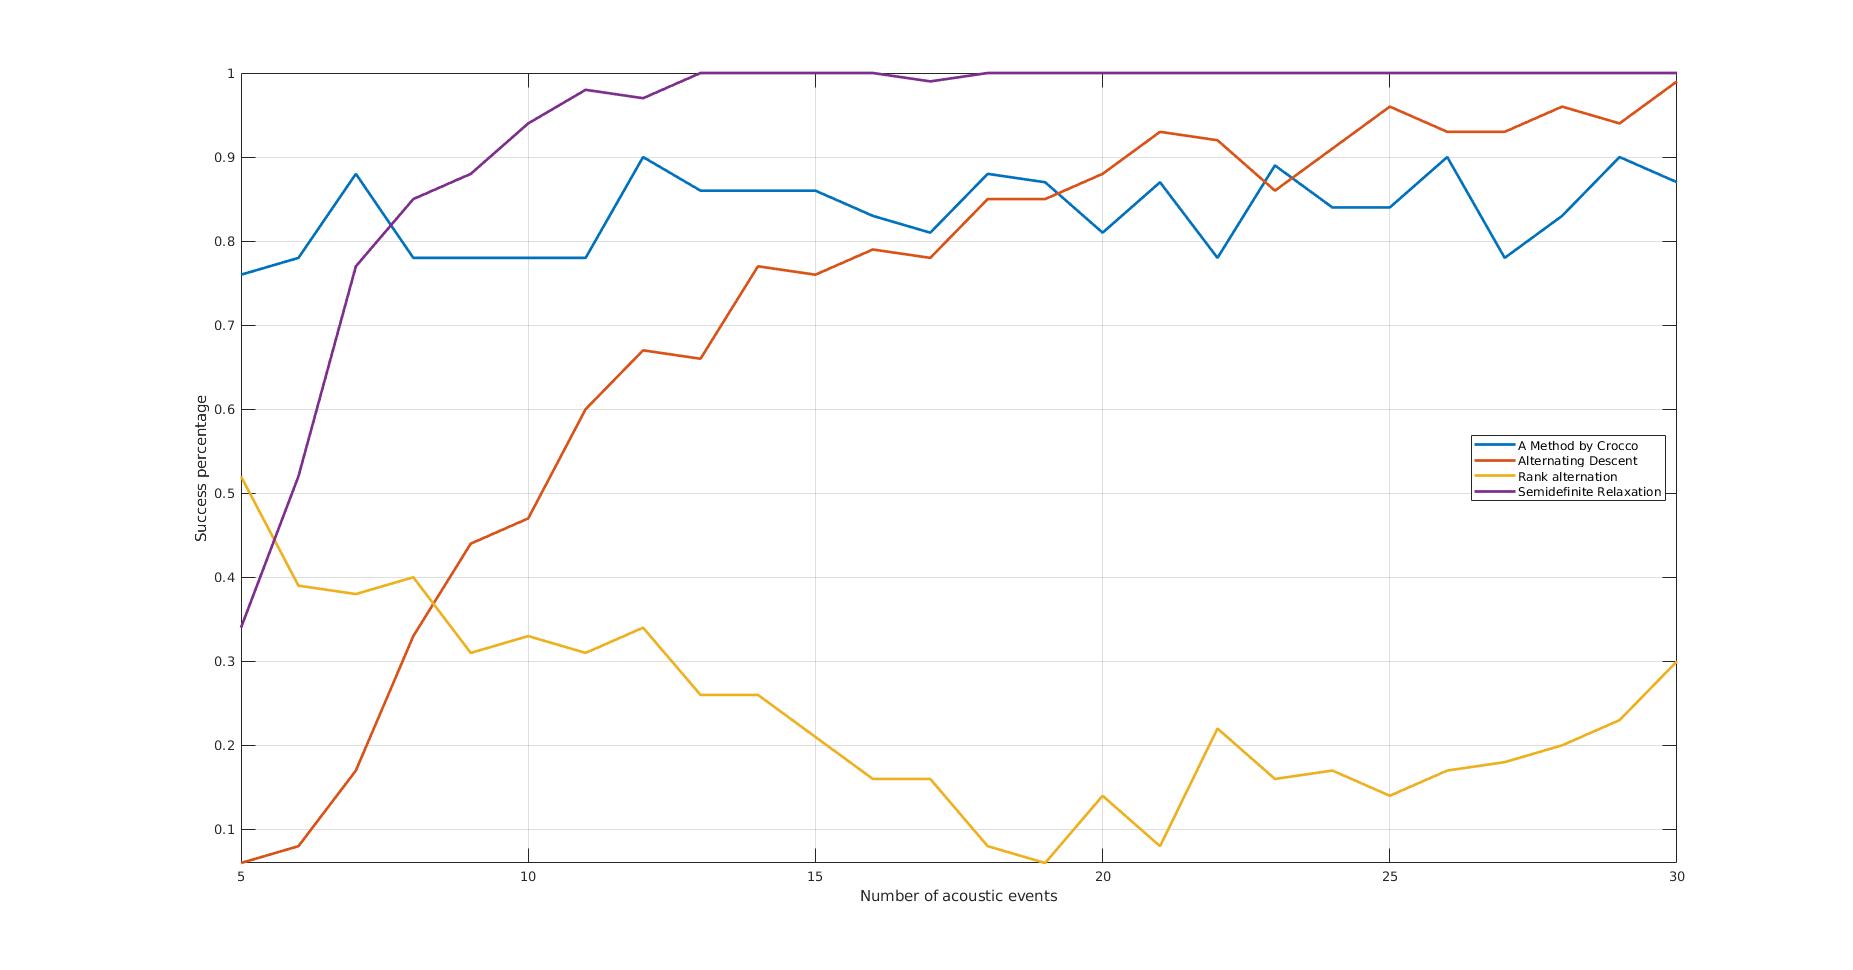 1
0.9
0.8
0.7
0.6
0.5
0.4
0.3
0.2
0.1
Success percentage
A Method by Crocco
Alternating Descent
Rank alternation
Semidefinite Relaxation
5 10 15 20 25 30
Number of acoustic events